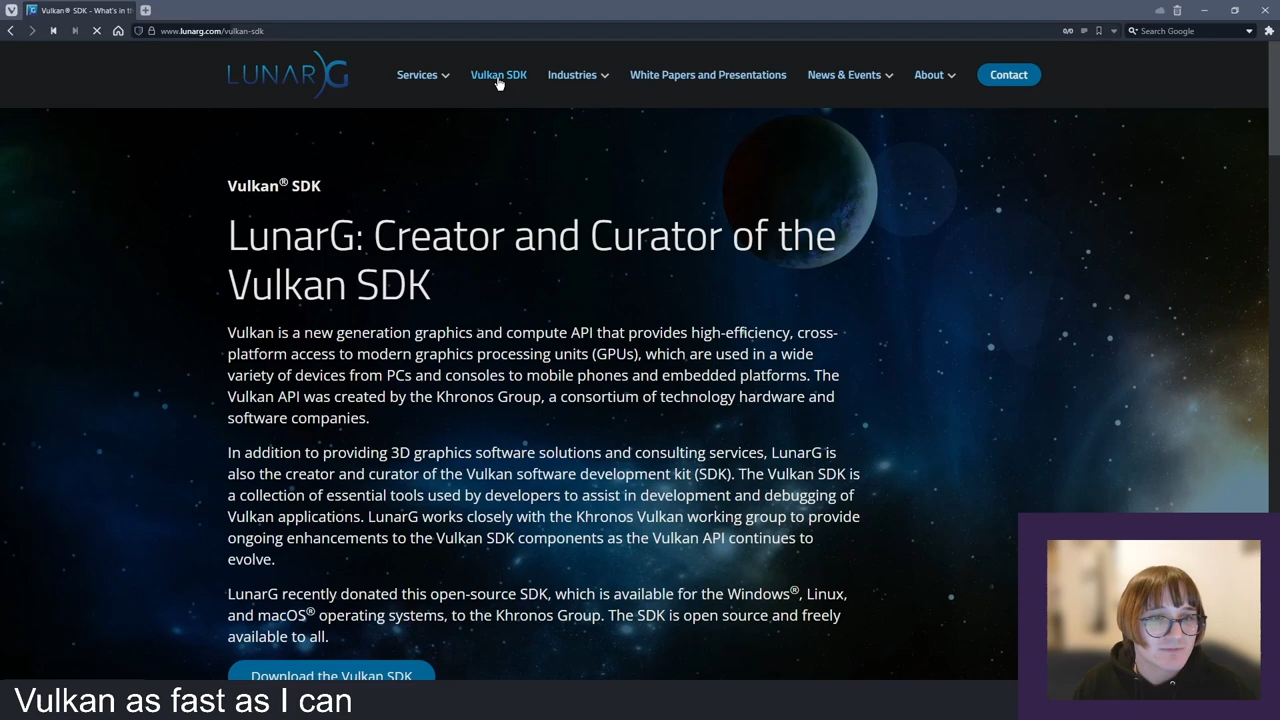 Vulkan® SDK - What's in th
www.lunarg.com/vulkan-sdk
0/0
Search Google
LUNARG
Services
Vulkan SDK
Industries
White Papers and Presentations
News & Events
About
Contact
Vulkan® SDK
LunarG: Creator and Curator of the
Vulkan SDK
Vulkan is a new generation graphics and compute API that provides high-efficiency, cross-
platform access to modern graphics processing units (GPUs), which are used in a wide
variety of devices from PCs and consoles to mobile phones and embedded platforms. The
Vulkan API was created by the Khronos Group, a consortium of technology hardware and
software companies.
In addition to providing 3D graphics software solutions and consulting services, LunarG is
also the creator and curator of the Vulkan software development kit (SDK). The Vulkan SDK is
a collection of essential tools used by developers to assist in development and debugging of
Vulkan applications. LunarG works closely with the Khronos Vulkan working group to provide
ongoing enhancements to the Vulkan SDK components as the Vulkan API continues to
evolve.
LunarG recently donated this open-source SDK, which is available for the Windows®, Linux,
and macOS® operating systems, to the Khronos Group. The SDK is open source and freely
available to all.
Download the Vulkan SDK
Vulkan as fast as I can